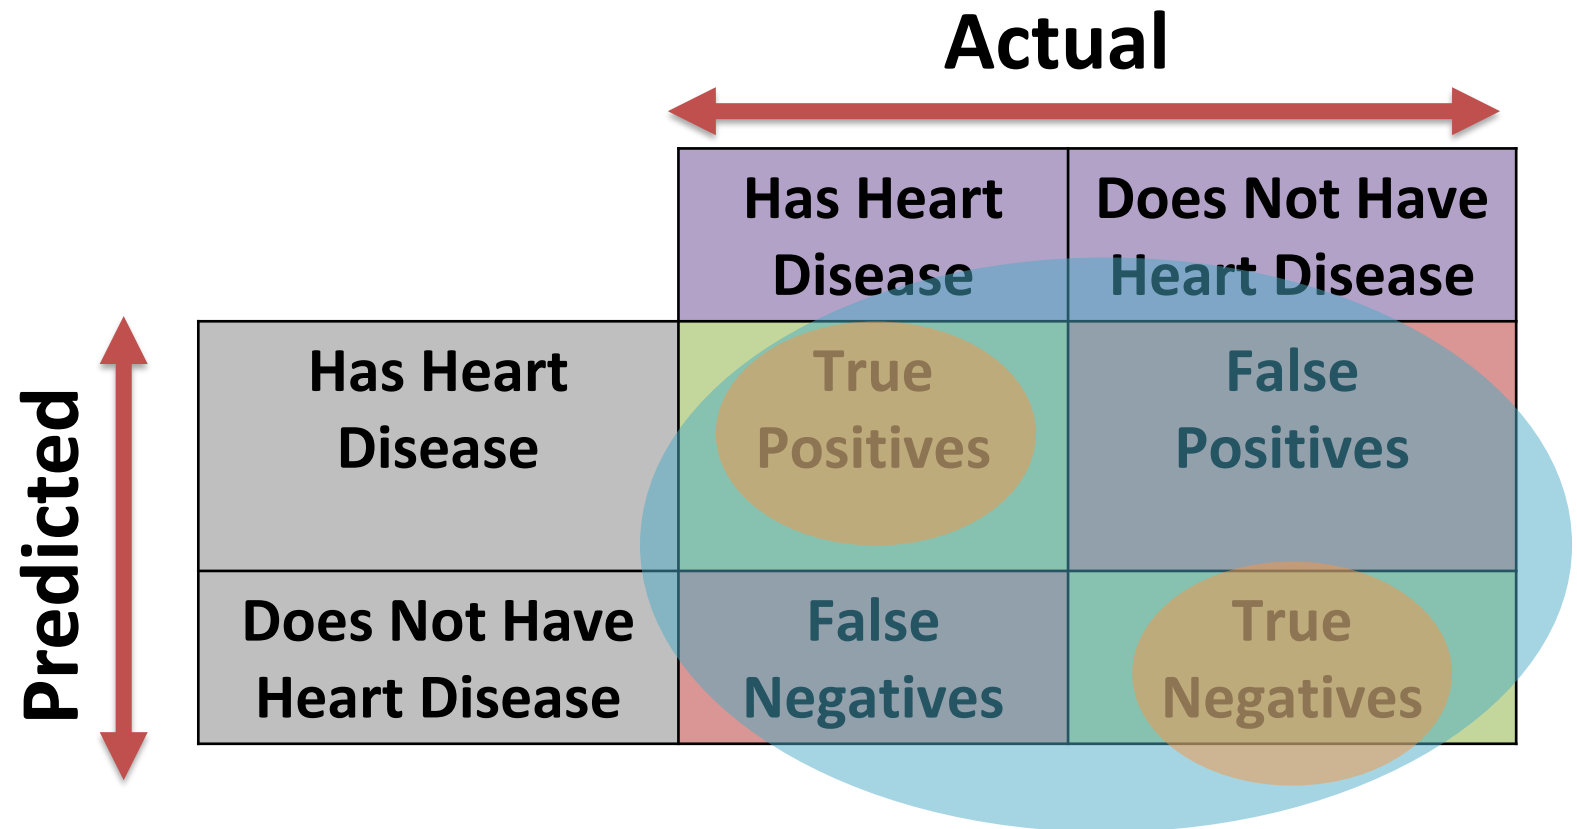 Actual
Has Heart
Disease
Does Not Have
Heart Disease
Predicted
Has Heart
Disease
True
Positives
False
Positives
Does Not Have
Heart Disease
False
Negatives
True
Negatives